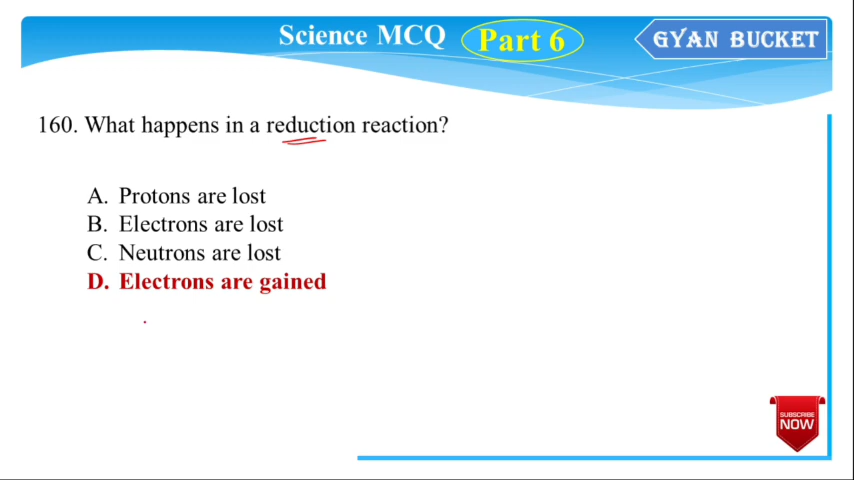 Science MCQ Part 6
GYAN BUCKET
160. What happens in a reduction reaction?
A. Protons are lost
B. Electrons are lost
C. Neutrons are lost
D. Electrons are gained
SUBSCRIBE
NOW